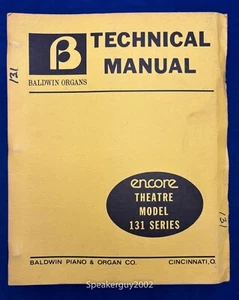 B
TECHNICAL
MANUAL
BALDWIN ORGANS
131
encore
THEATRE
MODEL
131 SERIES
131
BALDWIN PIANO & ORGAN CO. CINCINNATI, O.
Speakerguy2002